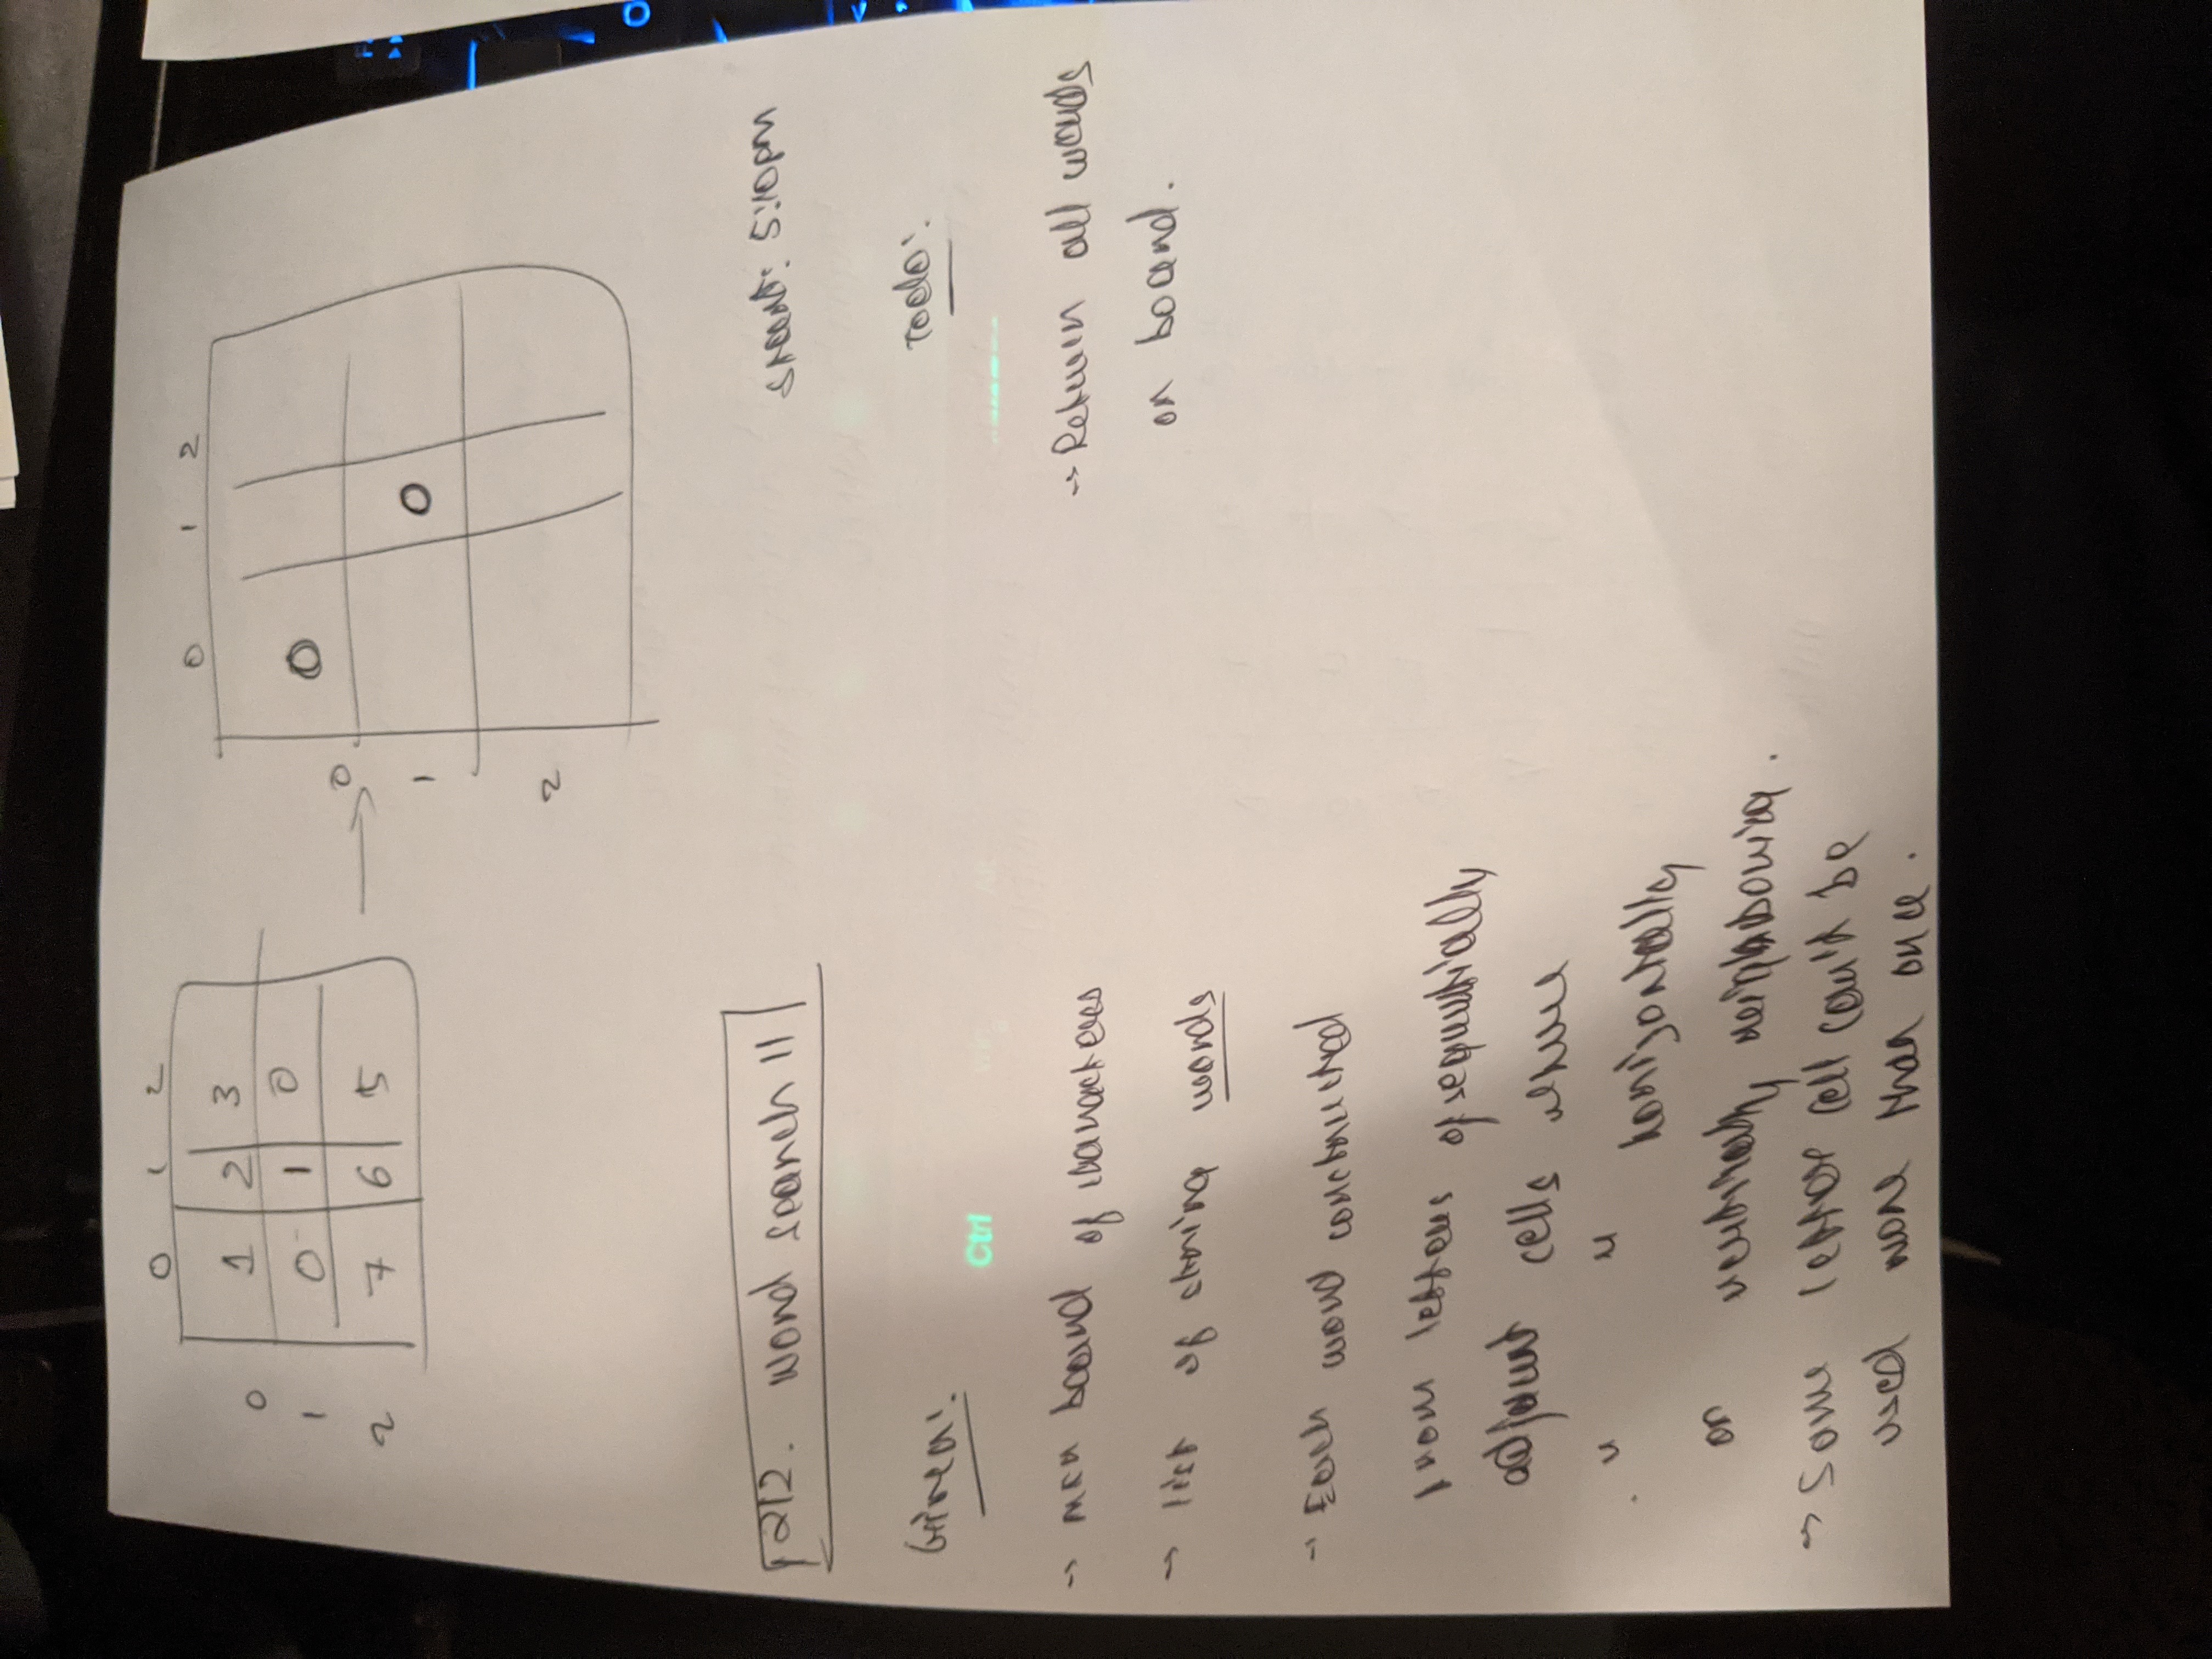 0 1 2
0 1 2 3
1 0 1 0
2 7 6 5
0 1 2
0 0
1 0
2
212. Word Search II
Start: 5:10pm
Given:
Todo:
Ctrl
→ mxn board of characters
→ Return all words
on board.
→ list of string words
→ Each word constructed
from letters of sequentially
adjacent cells where
" " horizontally
or vertically neighbouring.
→ Same letter cell can't be
used more than once.